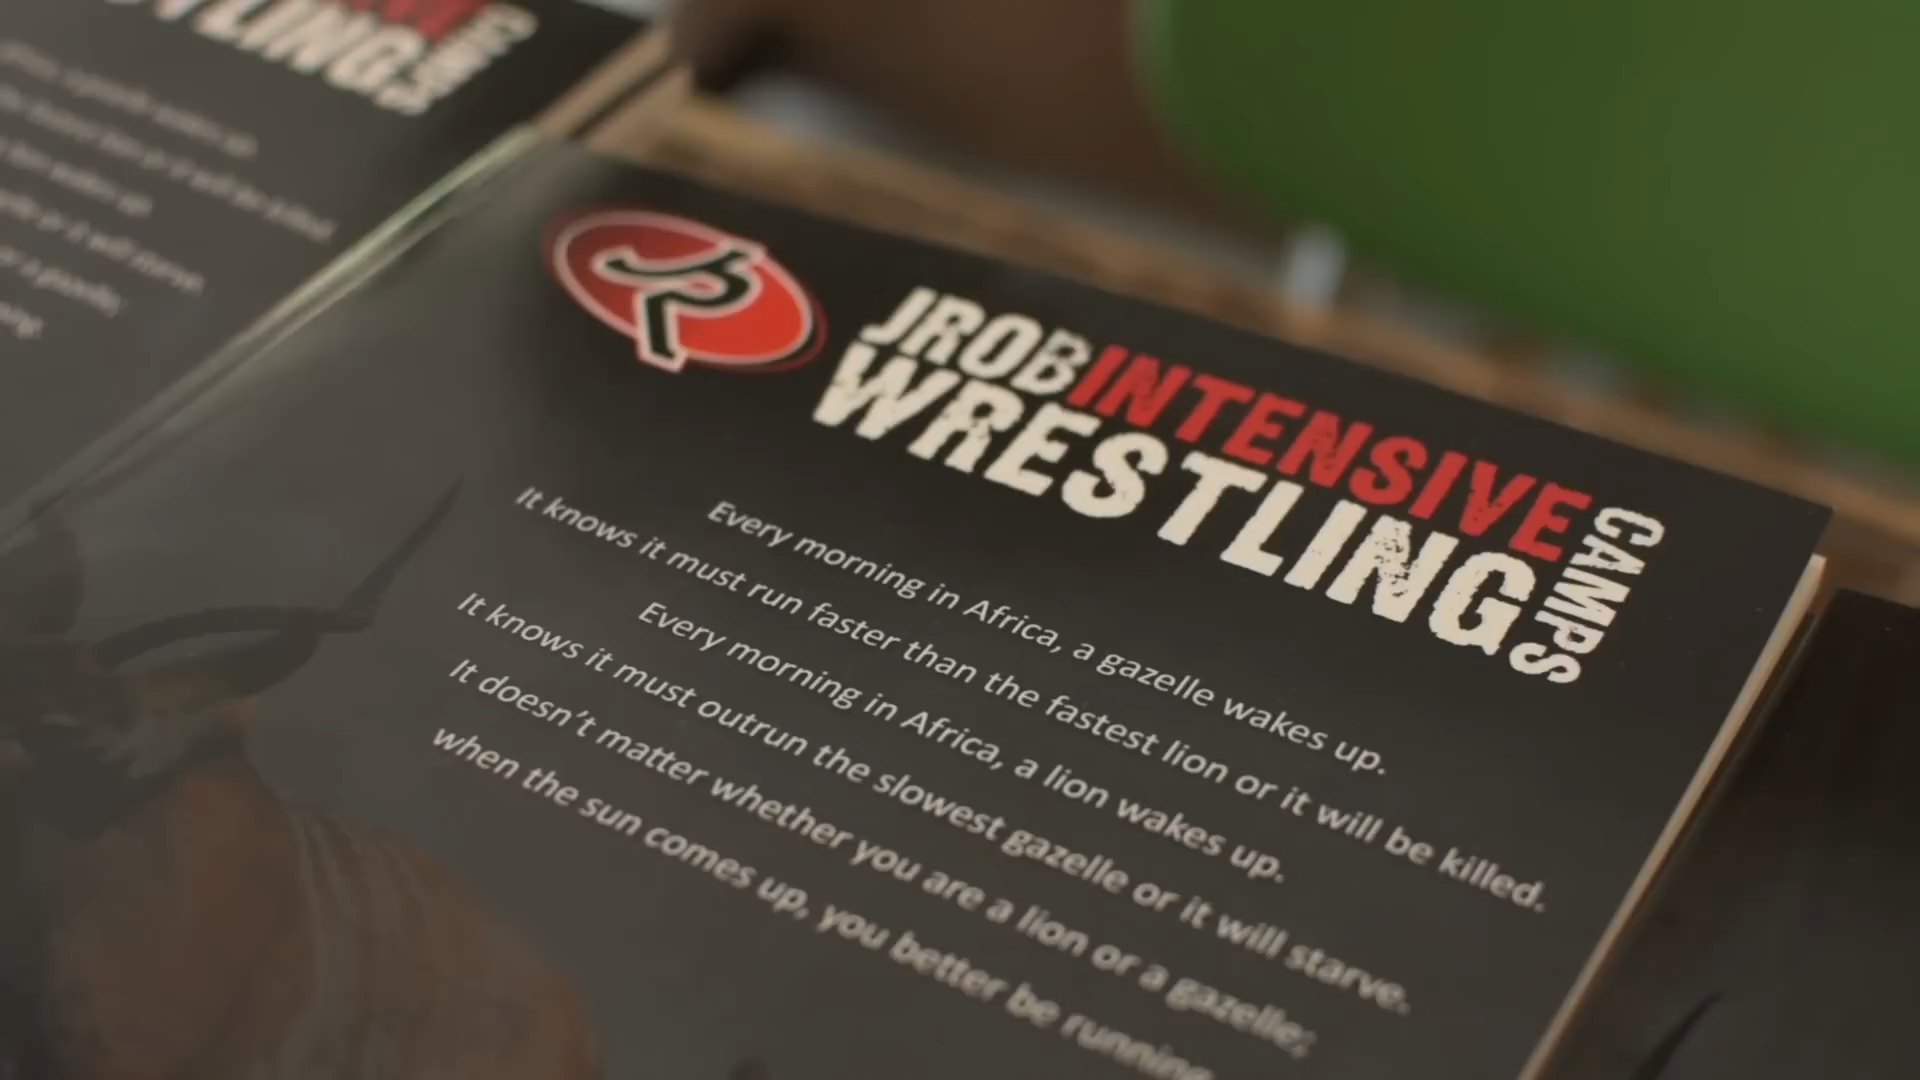 TLING
JR
JROB INTENSIVE
WRESTLING
CAMPS
Every morning in Africa, a gazelle wakes up.
It knows it must run faster than the fastest lion or it will be killed.
Every morning in Africa, a lion wakes up.
It knows it must outrun the slowest gazelle or it will starve.
It doesn't matter whether you are a lion or a gazelle;
when the sun comes up, you better be running.